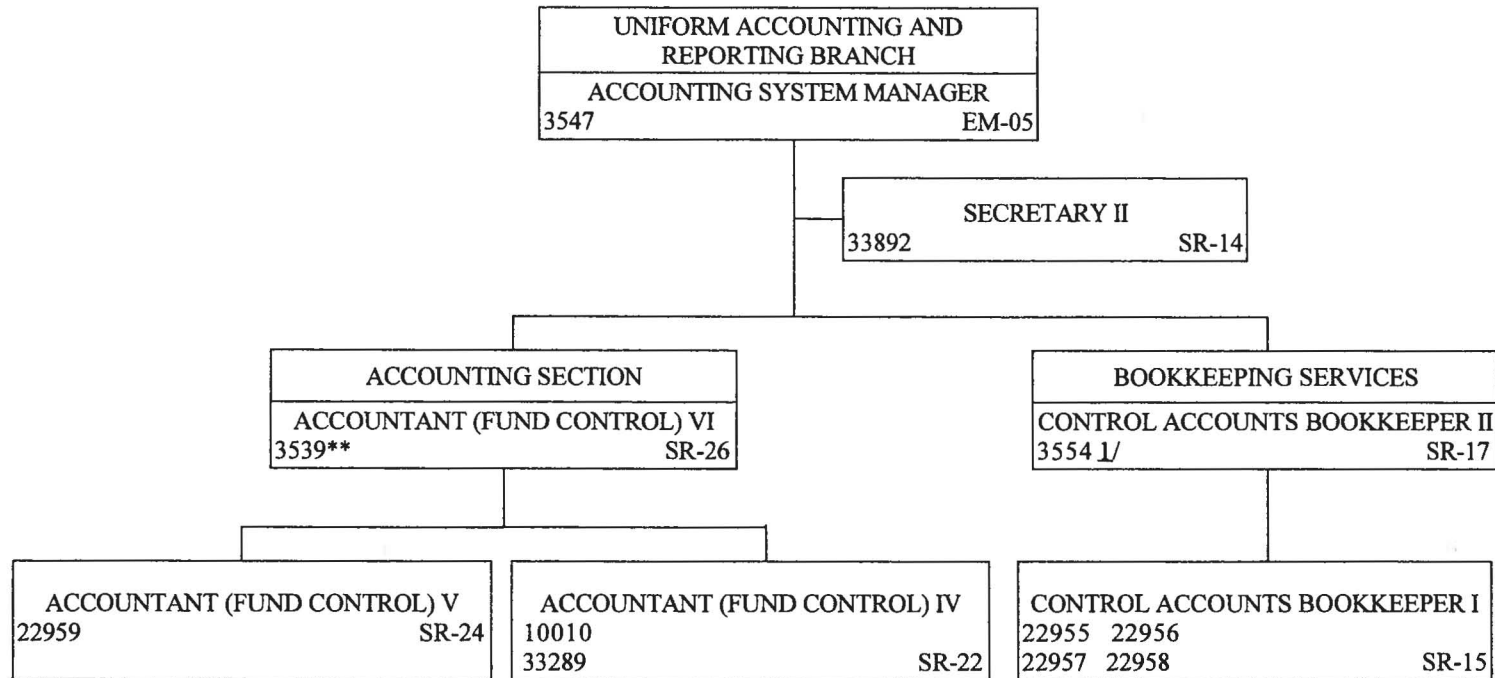 UNIFORM ACCOUNTING AND
REPORTING BRANCH
ACCOUNTING SYSTEM MANAGER
3547 EM-05
SECRETARY II
33892 SR-14
ACCOUNTING SECTION
ACCOUNTANT (FUND CONTROL) VI
3539** SR-26
BOOKKEEPING SERVICES
CONTROL ACCOUNTS BOOKKEEPER II
3554 1/ SR-17
ACCOUNTANT (FUND CONTROL) V
22959 SR-24
ACCOUNTANT (FUND CONTROL) IV
10010
33289 SR-22
CONTROL ACCOUNTS BOOKKEEPER I
22955 22956
22957 22958 SR-15